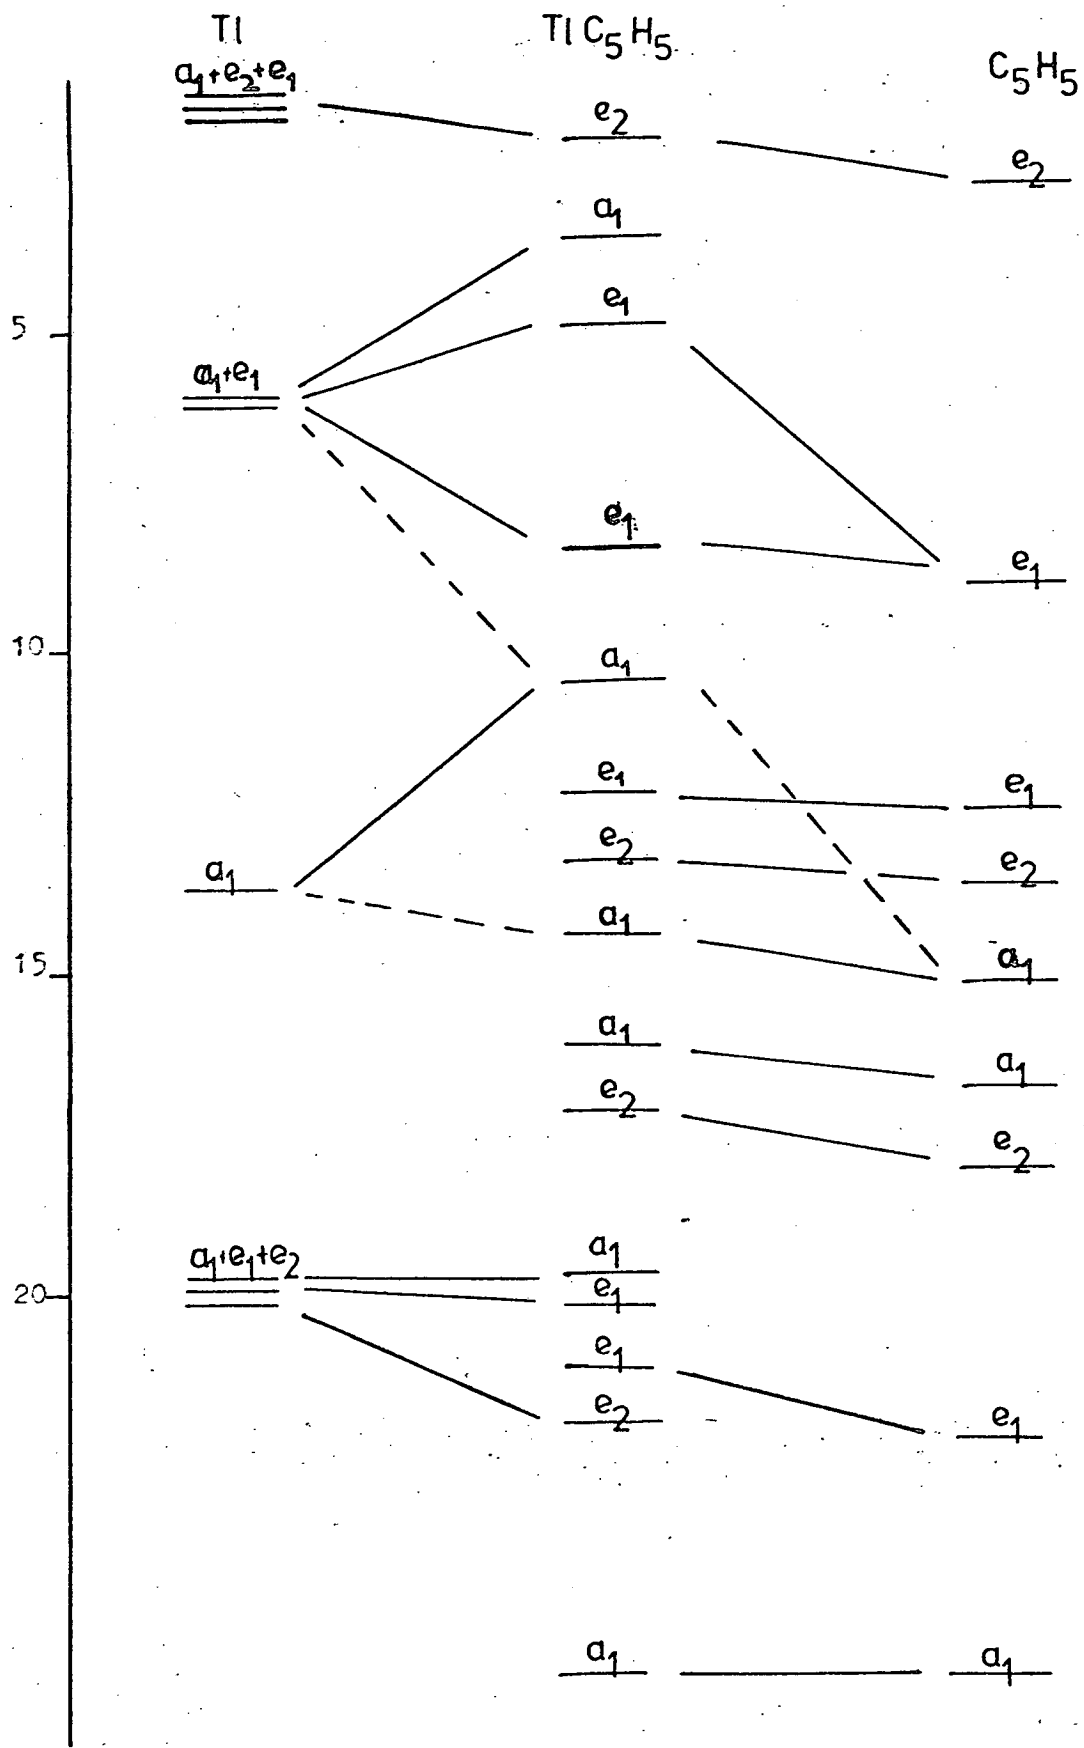 Tl
TlC₅H₅
C₅H₅
a₁+e₂+e₁
e₂
e₂
a₁
e₁
5
a₁+e₁
e₁
e₁
10
a₁
e₁
e₁
e₂
e₂
a₁
a₁
15
a₁
a₁
a₁
e₂
e₂
a₁+e₁+e₂
a₁
20
e₁
e₁
e₂
e₁
a₁
a₁